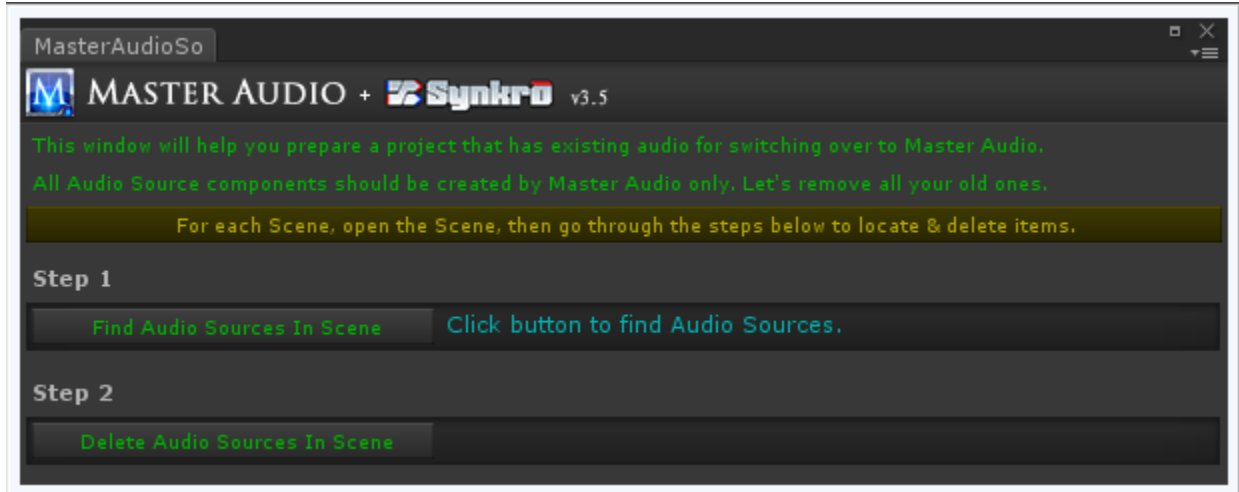 MasterAudioSo
M MASTER AUDIO + Synkro v3.5
This window will help you prepare a project that has existing audio for switching over to Master Audio.
All Audio Source components should be created by Master Audio only. Let's remove all your old ones.
For each Scene, open the Scene, then go through the steps below to locate & delete items.
Step 1
Find Audio Sources In Scene Click button to find Audio Sources.
Step 2
Delete Audio Sources In Scene